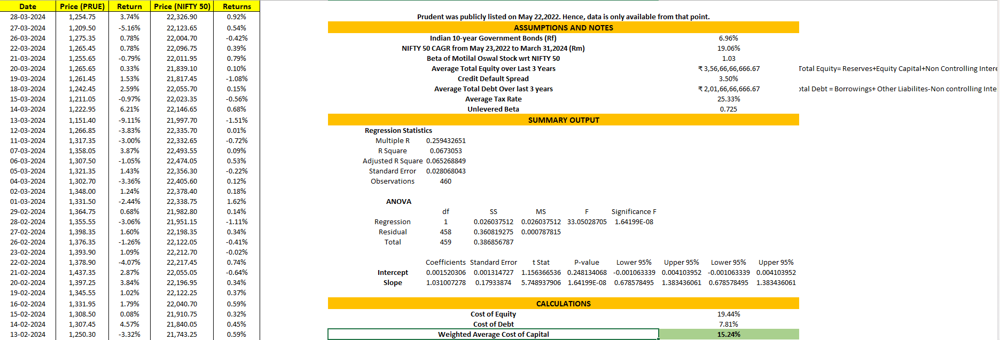 Date Price (PRUE) Return Price (NIFTY 50) Returns
28-03-2024 1,254.75 3.74% 22,326.90 0.92%
27-03-2024 1,209.50 -5.16% 22,123.65 0.54%
26-03-2024 1,275.35 0.78% 22,004.70 -0.42%
22-03-2024 1,265.45 0.78% 22,096.75 0.39%
21-03-2024 1,255.65 -0.79% 22,011.95 0.79%
20-03-2024 1,265.65 0.33% 21,839.10 0.10%
19-03-2024 1,261.45 1.53% 21,817.45 -1.08%
18-03-2024 1,242.45 2.59% 22,055.70 0.15%
15-03-2024 1,211.05 -0.97% 22,023.35 -0.56%
14-03-2024 1,222.95 6.21% 22,146.65 0.68%
13-03-2024 1,151.40 -9.11% 21,997.70 -1.51%
12-03-2024 1,266.85 -3.83% 22,335.70 0.01%
11-03-2024 1,317.35 -3.00% 22,332.65 -0.72%
07-03-2024 1,358.05 3.87% 22,493.55 0.09%
06-03-2024 1,307.50 -1.05% 22,474.05 0.53%
05-03-2024 1,321.35 1.43% 22,356.30 -0.22%
04-03-2024 1,302.70 -3.36% 22,405.60 0.12%
02-03-2024 1,348.00 1.24% 22,378.40 0.18%
01-03-2024 1,331.50 -2.44% 22,338.75 1.62%
29-02-2024 1,364.75 0.68% 21,982.80 0.14%
28-02-2024 1,355.55 -3.06% 21,951.15 -1.11%
27-02-2024 1,398.35 1.60% 22,198.35 0.34%
26-02-2024 1,376.35 -1.26% 22,122.05 -0.41%
23-02-2024 1,393.90 1.09% 22,212.70 -0.02%
22-02-2024 1,378.90 -4.07% 22,217.45 0.74%
21-02-2024 1,437.35 2.87% 22,055.05 -0.64%
20-02-2024 1,397.25 3.84% 22,196.95 0.34%
19-02-2024 1,345.55 1.02% 22,122.25 0.37%
16-02-2024 1,331.95 1.79% 22,040.70 0.59%
15-02-2024 1,308.50 0.08% 21,910.75 0.32%
14-02-2024 1,307.45 4.57% 21,840.05 0.45%
13-02-2024 1,250.30 -3.32% 21,743.25 0.59%
Prudent was publicly listed on May 22,2022. Hence, data is only available from that point.
ASSUMPTIONS AND NOTES
Indian 10-year Government Bonds (Rf) 6.96%
NIFTY 50 CAGR from May 23,2022 to March 31,2024 (Rm) 19.06%
Beta of Motilal Oswal Stock wrt NIFTY 50 1.03
Average Total Equity over Last 3 Years ₹ 3,56,66,66,666.67 Total Equity= Reserves+Equity Capital+Non Controlling Intere
Credit Default Spread 3.50%
Average Total Debt Over last 3 years ₹ 2,01,66,66,666.67 otal Debt = Borrowings+ Other Liabilites-Non controlling Inte
Average Tax Rate 25.33%
Unlevered Beta 0.725
SUMMARY OUTPUT
Regression Statistics
Multiple R 0.259432651
R Square 0.0673053
Adjusted R Square 0.065268849
Standard Error 0.028068043
Observations 460
ANOVA
df SS MS F Significance F
Regression 1 0.026037512 0.026037512 33.05028705 1.64199E-08
Residual 458 0.360819275 0.000787815
Total 459 0.386856787
Coefficients Standard Error t Stat P-value Lower 95% Upper 95% Lower 95% Upper 95%
Intercept 0.001520306 0.001314727 1.156366536 0.248134068 -0.001063339 0.004103952 -0.001063339 0.004103952
Slope 1.031007278 0.17933874 5.748937906 1.64199E-08 0.678578495 1.383436061 0.678578495 1.383436061
CALCULATIONS
Cost of Equity 19.44%
Cost of Debt 7.81%
Weighted Average Cost of Capital 15.24%